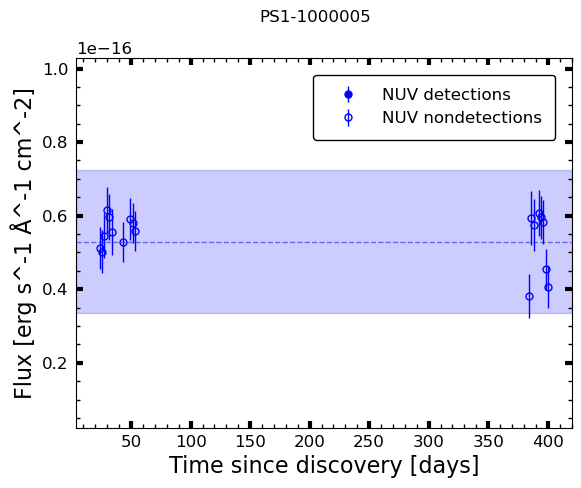 PS1-1000005
1e−16
NUV detections
NUV nondetections
1.0
0.8
0.6
0.4
0.2
Flux [erg s^-1 Å^-1 cm^-2]
50 100 150 200 250 300 350 400
Time since discovery [days]